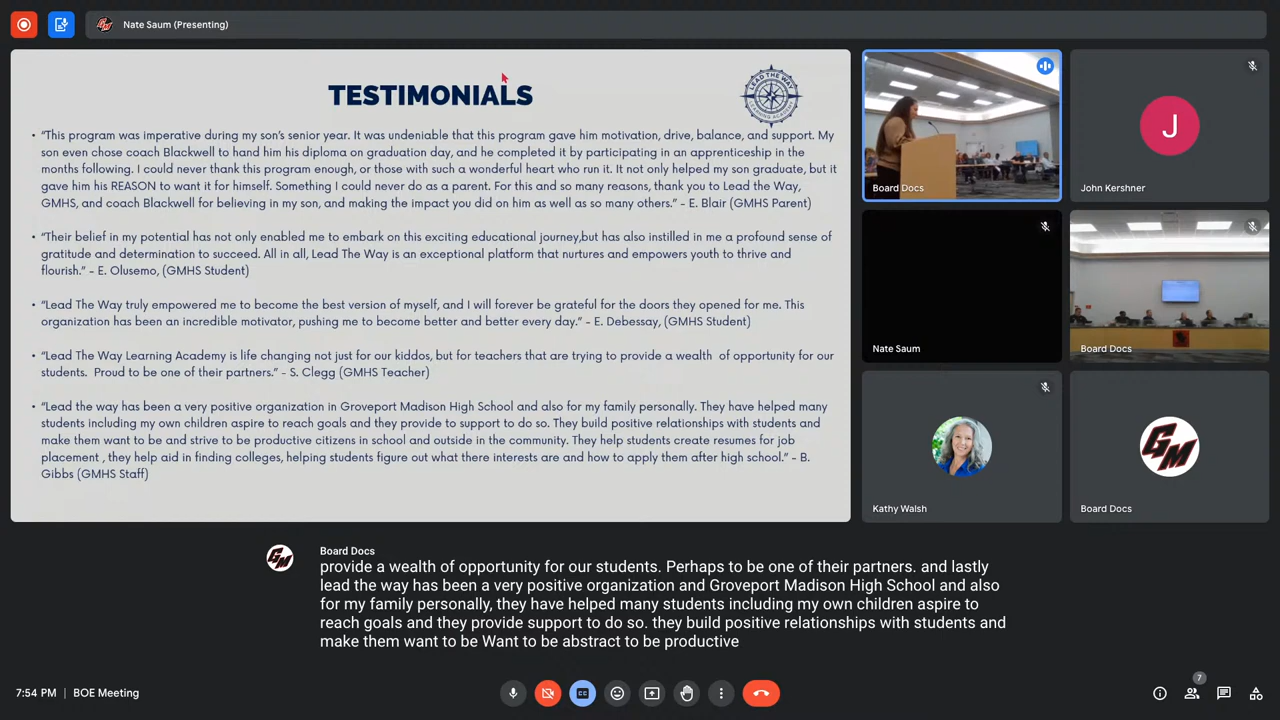 Nate Saum (Presenting)
TESTIMONIALS
LEAD THE WAY
LEARNING ACADEMY
• “This program was imperative during my son’s senior year. It was undeniable that this program gave him motivation, drive, balance, and support. My
son even chose coach Blackwell to hand him his diploma on graduation day, and he completed it by participating in an apprenticeship in the
months following. I could never thank this program enough, or those with such a wonderful heart who run it. It not only helped my son graduate, but it
gave him his REASON to want it for himself. Something I could never do as a parent. For this and so many reasons, thank you to Lead the Way,
GMHS, and coach Blackwell for believing in my son, and making the impact you did on him as well as so many others.” - E. Blair (GMHS Parent)
• “Their belief in my potential has not only enabled me to embark on this exciting educational journey,but has also instilled in me a profound sense of
gratitude and determination to succeed. All in all, Lead The Way is an exceptional platform that nurtures and empowers youth to thrive and
flourish.” - E. Olusemo, (GMHS Student)
• “Lead The Way truly empowered me to become the best version of myself, and I will forever be grateful for the doors they opened for me. This
organization has been an incredible motivator, pushing me to become better and better every day.” - E. Debessay, (GMHS Student)
• “Lead The Way Learning Academy is life changing not just for our kiddos, but for teachers that are trying to provide a wealth of opportunity for our
students. Proud to be one of their partners.” - S. Clegg (GMHS Teacher)
• “Lead the way has been a very positive organization in Groveport Madison High School and also for my family personally. They have helped many
students including my own children aspire to reach goals and they provide to support to do so. They build positive relationships with students and
make them want to be and strive to be productive citizens in school and outside in the community. They help students create resumes for job
placement , they help aid in finding colleges, helping students figure out what there interests are and how to apply them after high school.” - B.
Gibbs (GMHS Staff)
Board Docs
J
John Kershner
Nate Saum
Board Docs
Kathy Walsh
GM
Board Docs
GM
Board Docs
provide a wealth of opportunity for our students. Perhaps to be one of their partners. and lastly
lead the way has been a very positive organization and Groveport Madison High School and also
for my family personally, they have helped many students including my own children aspire to
reach goals and they provide support to do so. they build positive relationships with students and
make them want to be Want to be abstract to be productive
7:54 PM | BOE Meeting
CC
7